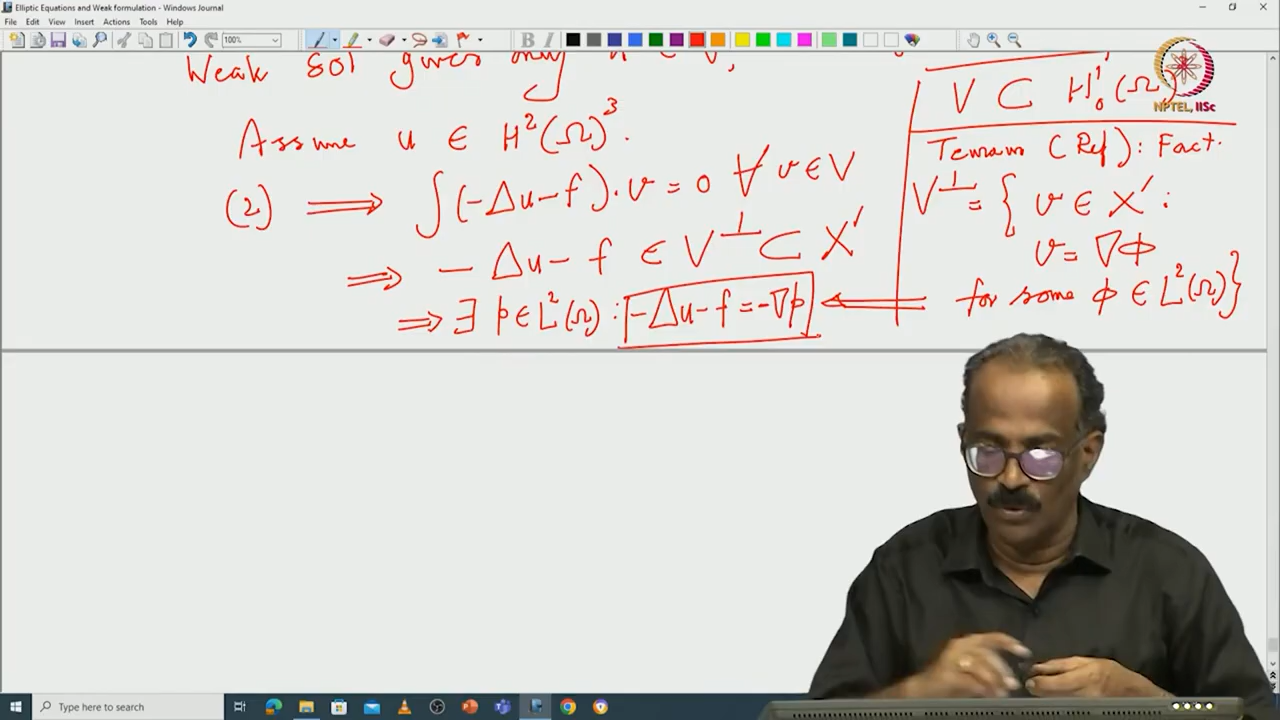 Elliptic Equations and Weak formulation - Windows Journal
File Edit View Insert Actions Tools Help
100%
Weak sol gives only u ∈ V,
V ⊂ H₀¹(Ω)
NPTEL, IISc
Assume u ∈ H²(Ω)³.
Temam (Ref): Fact.
(2) ⟹ ∫(-Δu-f)·v = 0 ∀ v ∈ V
V^⊥ = { v ∈ X' :
⟹ -Δu-f ∈ V^⊥ ⊂ X'
v = ∇ϕ
⟹ ∃ p ∈ L²(Ω) : -Δu-f = -∇p
⟸ for some ϕ ∈ L²(Ω)}
Type here to search